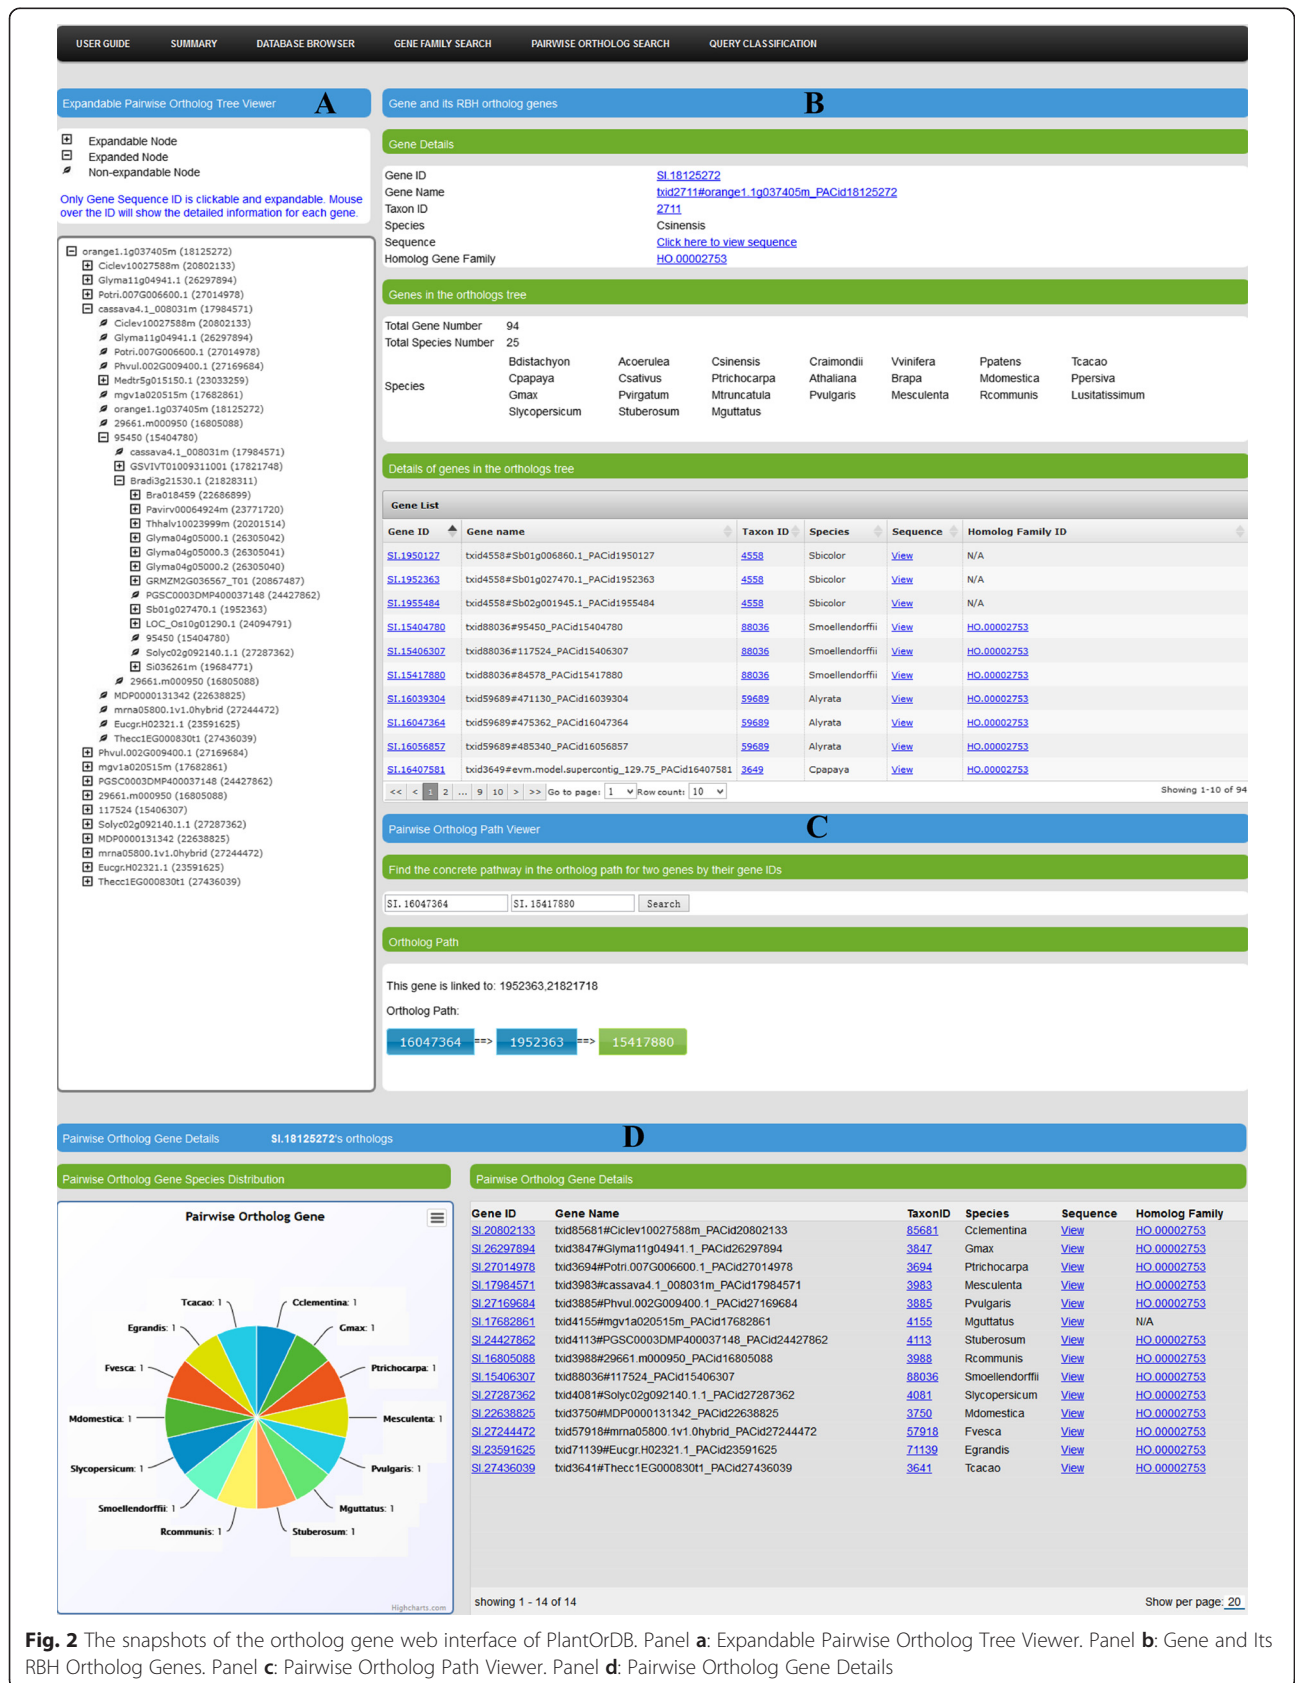 USER GUIDE SUMMARY DATABASE BROWSER GENE FAMILY SEARCH PAIRWISE ORTHOLOG SEARCH QUERY CLASSIFICATION
Expandable Pairwise Ortholog Tree Viewer A
Expandable Node
Expanded Node
Non-expandable Node
Only Gene Sequence ID is clickable and expandable. Mouse
over the ID will show the detailed information for each gene.
orange1.1g037405m (18125272)
Ciclev10027588m (20802133)
Glyma11g04941.1 (26297894)
Potri.007G006600.1 (27014978)
cassava4.1_008031m (17984571)
Ciclev10027588m (20802133)
Glyma11g04941.1 (26297894)
Potri.007G006600.1 (27014978)
Phvul.002G009400.1 (27169684)
Medtr5g015150.1 (23033259)
mgv1a020515m (17682861)
orange1.1g037405m (18125272)
29661.m000950 (16805088)
95450 (15404780)
cassava4.1_008031m (17984571)
GSVIVT01009311001 (17821748)
Bradi3g21530.1 (21828311)
Bra018459 (22686899)
Pavirv00064924m (23771720)
Thhalv10023999m (20201514)
Glyma04g05000.1 (26305042)
Glyma04g05000.3 (26305041)
Glyma04g05000.2 (26305040)
GRMZM2G036567_T01 (20867487)
PGSC0003DMP400037148 (24427862)
Sb01g027470.1 (1952363)
LOC_Os10g01290.1 (24094791)
95450 (15404780)
Solyc02g092140.1.1 (27287362)
Si036261m (19684771)
29661.m000950 (16805088)
MDP0000131342 (22638825)
mrna05800.1v1.0hybrid (27244472)
Eucgr.H02321.1 (23591625)
Thecc1EG000830t1 (27436039)
Phvul.002G009400.1 (27169684)
mgv1a020515m (17682861)
PGSC0003DMP400037148 (24427862)
29661.m000950 (16805088)
117524 (15406307)
Solyc02g092140.1.1 (27287362)
MDP0000131342 (22638825)
mrna05800.1v1.0hybrid (27244472)
Eucgr.H02321.1 (23591625)
Thecc1EG000830t1 (27436039)
Gene and its RBH ortholog genes B
Gene Details
Gene ID SI.18125272
Gene Name txid2711#orange1.1g037405m_PACid18125272
Taxon ID 2711
Species Csinensis
Sequence Click here to view sequence
Homolog Gene Family HO.00002753
Genes in the orthologs tree
Total Gene Number 94
Total Species Number 25
Species
Bdistachyon Acoerulea Csinensis Craimondii Vvinifera Ppatens Tcacao
Cpapaya Csativus Ptrichocarpa Athaliana Brapa Mdomestica Ppersiva
Gmax Pvirgatum Mtruncatula Pvulgaris Mesculenta Rcommunis Lusitatissimum
Slycopersicum Stuberosum Mguttatus
Details of genes in the orthologs tree
Gene List
Gene ID Gene name Taxon ID Species Sequence Homolog Family ID
SI.1950127 txid4558#Sb01g006860.1_PACid1950127 4558 Sbicolor View N/A
SI.1952363 txid4558#Sb01g027470.1_PACid1952363 4558 Sbicolor View N/A
SI.1955484 txid4558#Sb02g001945.1_PACid1955484 4558 Sbicolor View N/A
SI.15404780 txid88036#95450_PACid15404780 88036 Smoellendorffii View HO.00002753
SI.15406307 txid88036#117524_PACid15406307 88036 Smoellendorffii View HO.00002753
SI.15417880 txid88036#84578_PACid15417880 88036 Smoellendorffii View HO.00002753
SI.16039304 txid59689#471130_PACid16039304 59689 Alyrata View HO.00002753
SI.16047364 txid59689#475362_PACid16047364 59689 Alyrata View HO.00002753
SI.16056857 txid59689#485340_PACid16056857 59689 Alyrata View HO.00002753
SI.16407581 txid3649#evm.model.supercontig_129.75_PACid16407581 3649 Cpapaya View HO.00002753
<< < 1 2 ... 9 10 > >> Go to page: 1 Row count: 10 Showing 1-10 of 94
Pairwise Ortholog Path Viewer C
Find the concrete pathway in the ortholog path for two genes by their gene IDs
SI.16047364 SI.15417880 Search
Ortholog Path
This gene is linked to: 1952363,21821718
Ortholog Path:
16047364 ==> 1952363 ==> 15417880
Pairwise Ortholog Gene Details SI.18125272's orthologs D
Pairwise Ortholog Gene Species Distribution
Pairwise Ortholog Gene
Tcacao: 1 Cclementina: 1
Egrandis: 1 Gmax: 1
Fvesca: 1 Ptrichocarpa: 1
Mdomestica: 1 Mesculenta: 1
Slycopersicum: 1 Pvulgaris: 1
Smoellendorffii: 1 Mguttatus: 1
Rcommunis: 1 Stuberosum: 1
Highcharts.com
Pairwise Ortholog Gene Details
Gene ID Gene Name TaxonID Species Sequence Homolog Family
SI.20802133 txid85681#Ciclev10027588m_PACid20802133 85681 Cclementina View HO.00002753
SI.26297894 txid3847#Glyma11g04941.1_PACid26297894 3847 Gmax View HO.00002753
SI.27014978 txid3694#Potri.007G006600.1_PACid27014978 3694 Ptrichocarpa View HO.00002753
SI.17984571 txid3983#cassava4.1_008031m_PACid17984571 3983 Mesculenta View HO.00002753
SI.27169684 txid3885#Phvul.002G009400.1_PACid27169684 3885 Pvulgaris View HO.00002753
SI.17682861 txid4155#mgv1a020515m_PACid17682861 4155 Mguttatus View N/A
SI.24427862 txid4113#PGSC0003DMP400037148_PACid24427862 4113 Stuberosum View HO.00002753
SI.16805088 txid3988#29661.m000950_PACid16805088 3988 Rcommunis View HO.00002753
SI.15406307 txid88036#117524_PACid15406307 88036 Smoellendorffii View HO.00002753
SI.27287362 txid4081#Solyc02g092140.1.1_PACid27287362 4081 Slycopersicum View HO.00002753
SI.22638825 txid3750#MDP0000131342_PACid22638825 3750 Mdomestica View HO.00002753
SI.27244472 txid57918#mrna05800.1v1.0hybrid_PACid27244472 57918 Fvesca View HO.00002753
SI.23591625 txid71139#Eucgr.H02321.1_PACid23591625 71139 Egrandis View HO.00002753
SI.27436039 txid3641#Thecc1EG000830t1_PACid27436039 3641 Tcacao View HO.00002753
showing 1 - 14 of 14 Show per page: 20
Fig. 2 The snapshots of the ortholog gene web interface of PlantOrDB. Panel a: Expandable Pairwise Ortholog Tree Viewer. Panel b: Gene and Its
RBH Ortholog Genes. Panel c: Pairwise Ortholog Path Viewer. Panel d: Pairwise Ortholog Gene Details